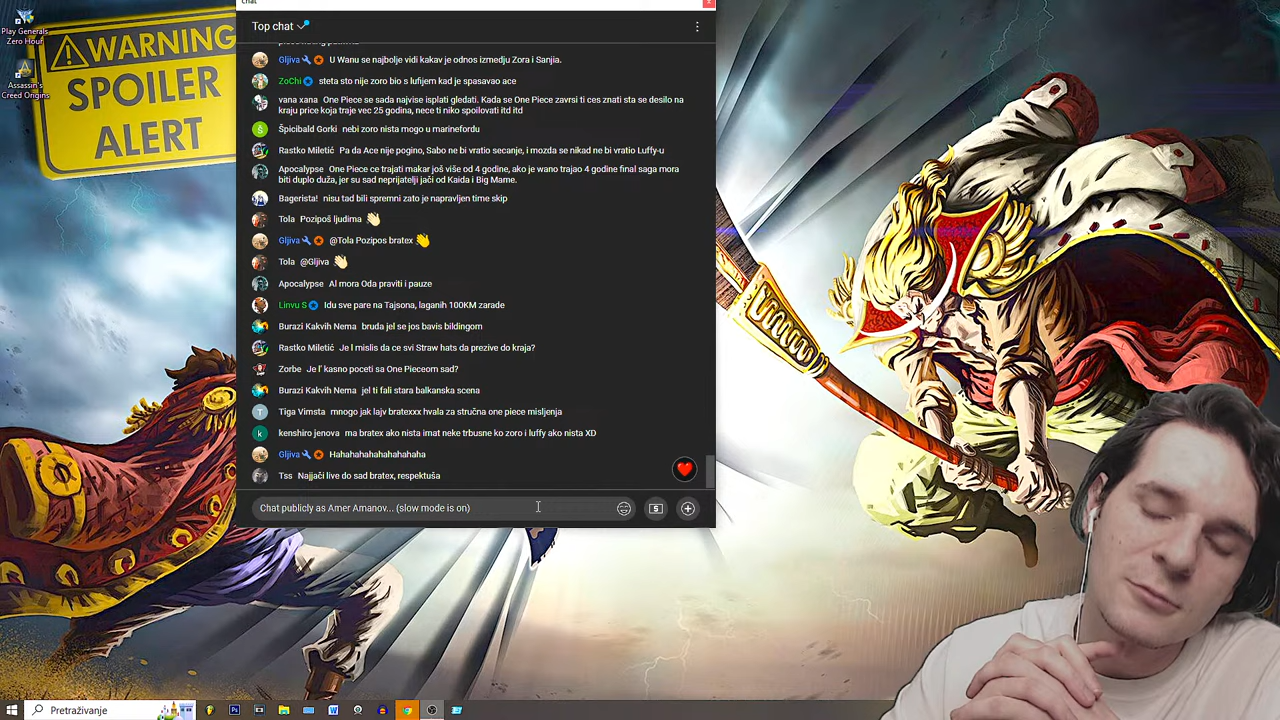 Play Generals
Zero Hour
Assassin's
Creed Origins
WARNING
SPOILER
ALERT
Chat
Top chat
Gljiva U Wanu se najbolje vidi kakav je odnos izmedju Zora i Sanjia.
ZoChi steta sto nije zoro bio s lufijem kad je spasavao ace
vana xana One Piece se sada najvise isplati gledati. Kada se One Piece zavrsi ti ces znati sta se desilo na
kraju price koja traje vec 25 godina, nece ti niko spoilovati itd itd
Š
Špicibald Gorki nebi zoro nista mogo u marinefordu
Rastko Miletić Pa da Ace nije pogino, Sabo ne bi vratio secanje, i mozda se nikad ne bi vratio Luffy-u
Apocalypse One Piece ce trajati makar još više od 4 godine, ako je wano trajao 4 godine final saga mora
biti duplo duža, jer su sad neprijatelji jači od Kaida i Big Mame.
Bagerista! nisu tad bili spremni zato je napravljen time skip
Tola Pozipoš ljudima 👋
Gljiva @Tola Pozipos bratex 👋
Tola @Gljiva 👋
Apocalypse Al mora Oda praviti i pauze
Linvu S Idu sve pare na Tajsona, laganih 100KM zarade
Burazi Kakvih Nema bruda jel se jos bavis bildingom
Rastko Miletić Je l mislis da ce svi Straw hats da prezive do kraja?
Zorbe Je l' kasno poceti sa One Pieceom sad?
Burazi Kakvih Nema jel ti fali stara balkanska scena
T
Tiga Vimsta mnogo jak lajv bratexxx hvala za stručna one piece misljenja
k
kenshiro jenova ma bratex ako nista imat neke trbusne ko zoro i luffy ako nista XD
Gljiva Hahahahahahahahaha
Tss Najjači live do sad bratex, respektuša
Chat publicly as Amer Amanov... (slow mode is on)
Pretraživanje